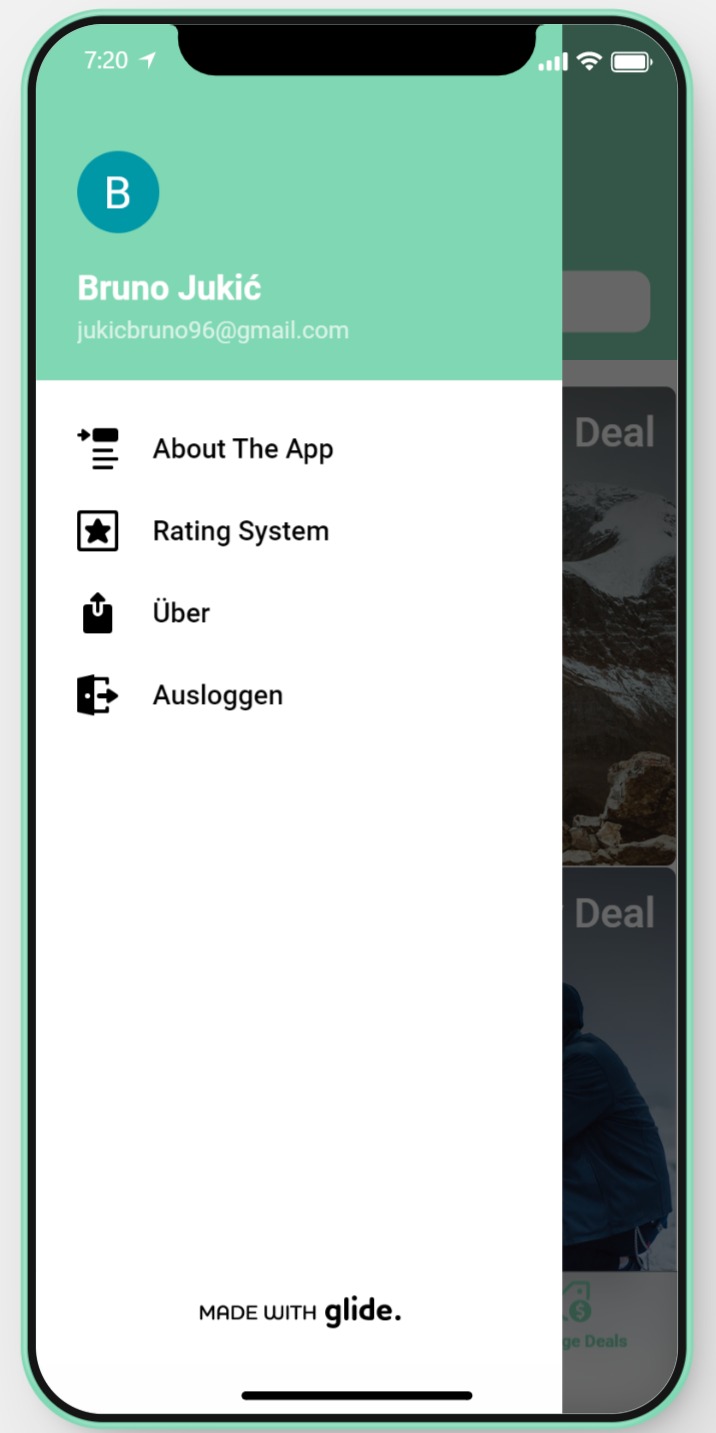 7:20
B
Bruno Jukić
jukicbruno96@gmail.com
Deal
About The App
Rating System
Über
Ausloggen
Deal
MADE WITH glide.
Deals